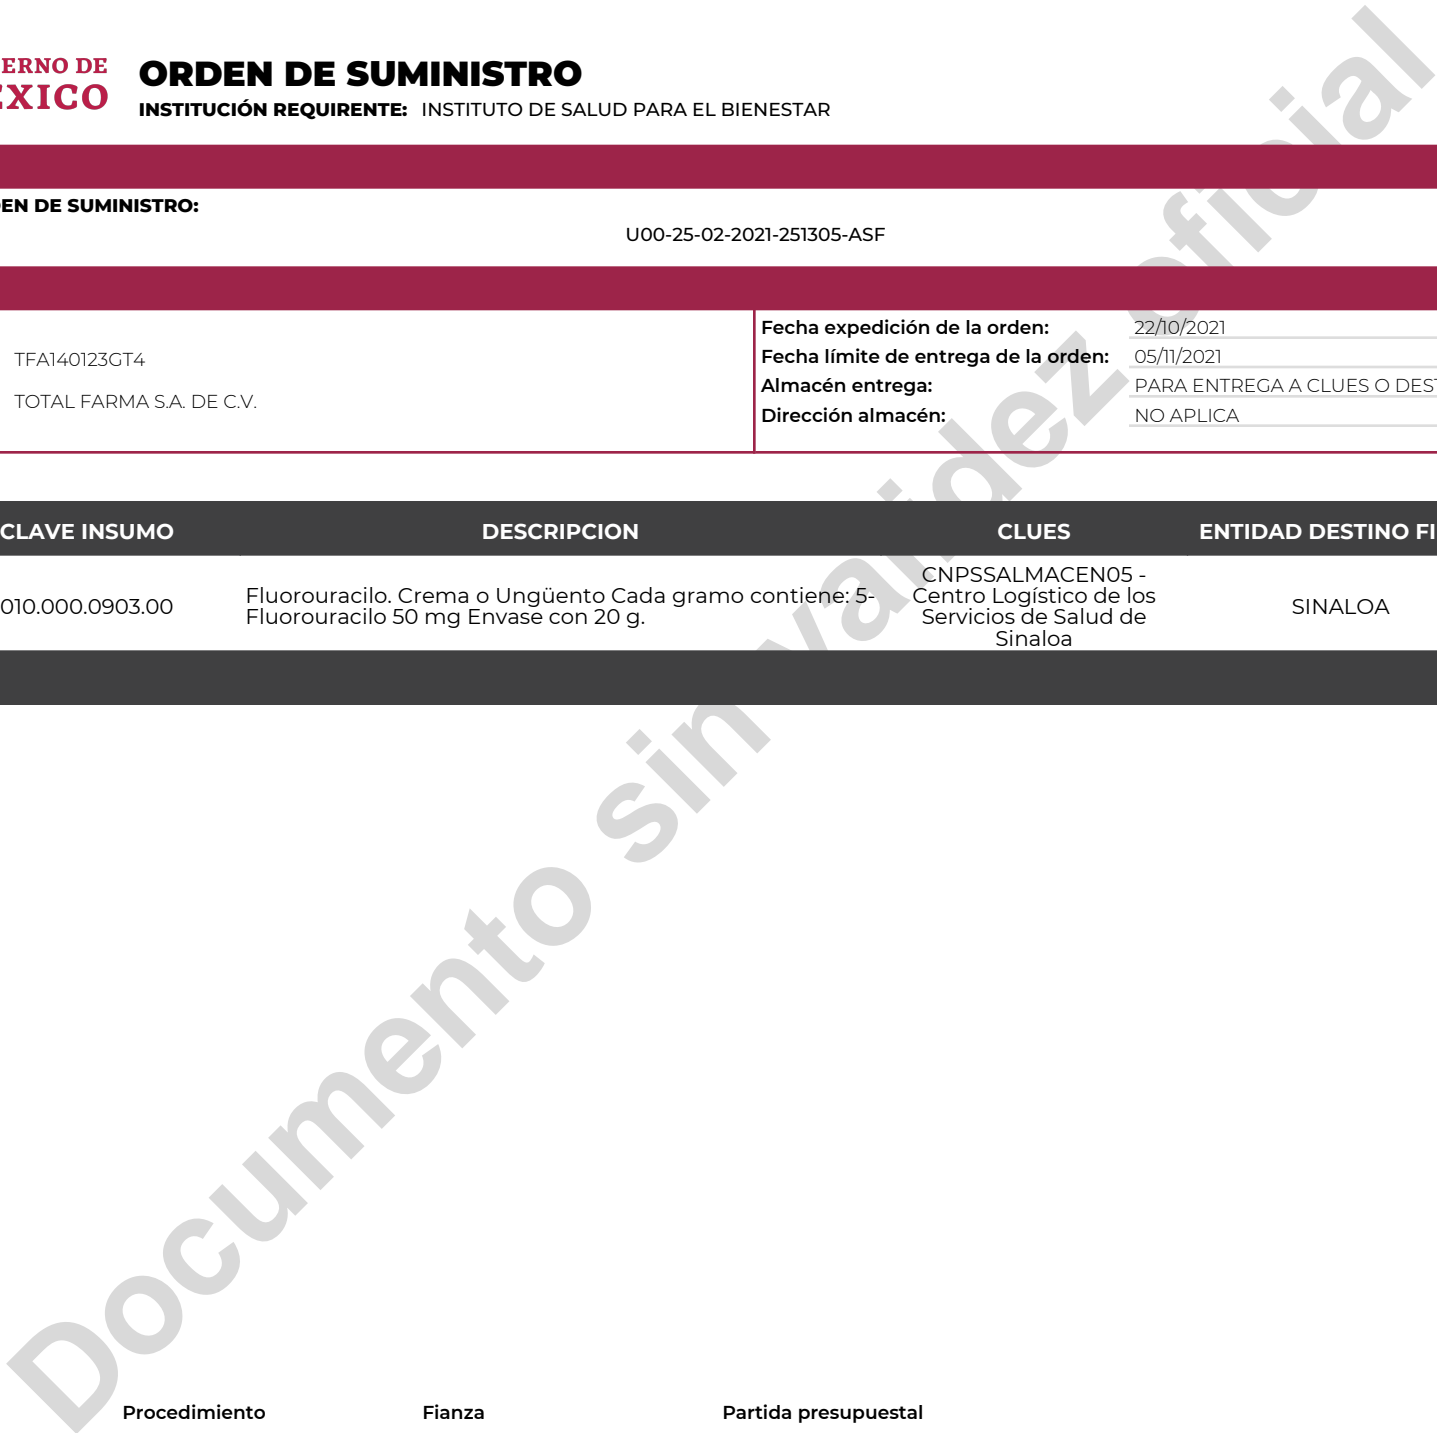 ERNO DE
EXICO
ORDEN DE SUMINISTRO
INSTITUCIÓN REQUIRENTE: INSTITUTO DE SALUD PARA EL BIENESTAR
EN DE SUMINISTRO:
U00-25-02-2021-251305-ASF
TFA140123GT4
TOTAL FARMA S.A. DE C.V.
Fecha expedición de la orden: 22/10/2021
Fecha límite de entrega de la orden: 05/11/2021
Almacén entrega: PARA ENTREGA A CLUES O DEST
Dirección almacén: NO APLICA
CLAVE INSUMO DESCRIPCION CLUES ENTIDAD DESTINO FI
010.000.0903.00
Fluorouracilo. Crema o Ungüento Cada gramo contiene: 5-
Fluorouracilo 50 mg Envase con 20 g.
CNPSSALMACEN05 -
Centro Logístico de los
Servicios de Salud de
Sinaloa
SINALOA
Documento sin validez oficial
Procedimiento Fianza Partida presupuestal